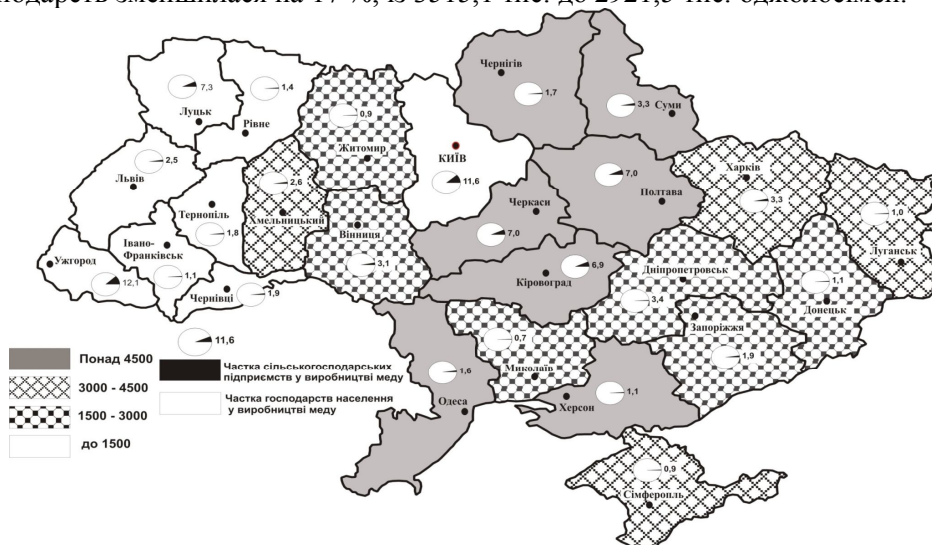 подарств зменшилася на 17 %, із 3515,1 тис. до 2921,5 тис. бджолосімей.
Чернігів
1,7
3,3
Суми
7,3
Луцьк
1,4
Рівне
0,9
Житомир
КИЇВ
11,6
7,0
Полтава
Харків
3,3
1,0
Луганськ
2,5
Львів
Тернопіль
1,8
2,6
Хмельницький
Вінниця
3,1
Черкаси
7,0
6,9
Кіровоград
Дніпропетровськ
3,4
1,1
Донецьк
Ужгород
12,1
Івано-
Франківськ
1,1
Чернівці
1,9
Запоріжжя
1,9
0,7
Миколаїв
1,6
Одеса
Херсон
1,1
0,9
Сімферопль
11,6
Понад 4500
3000 - 4500
1500 - 3000
до 1500
Частка сільськогосподарських
підприємств у виробництві меду
Частка господарств населення
у виробництві меду